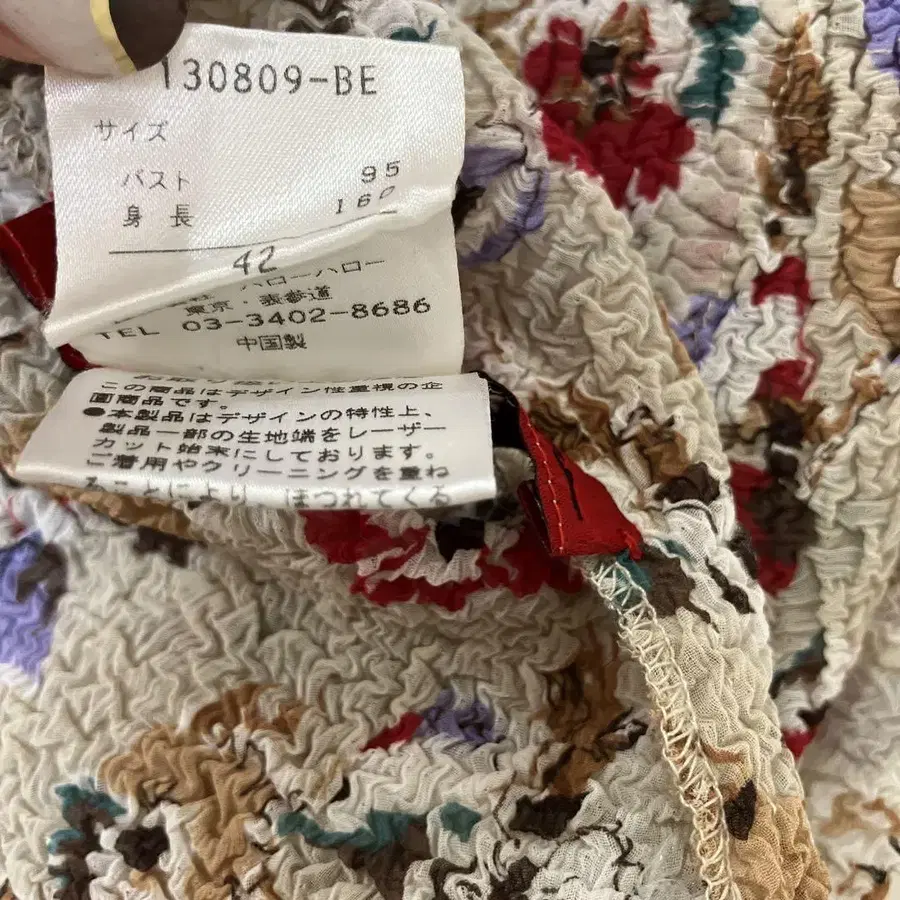 130809-BE
サイズ
バスト 95
身長 160
42
ハローハロー
東京・表参道
TEL 03-3402-8686
中国製
この商品はデザイン性重視の企
画商品です。
●本製品はデザインの特性上、
製品一部の生地端をレーザー
カット始末にしております。
ご着用やクリーニングを重ね
ることにより、ほつれてくる